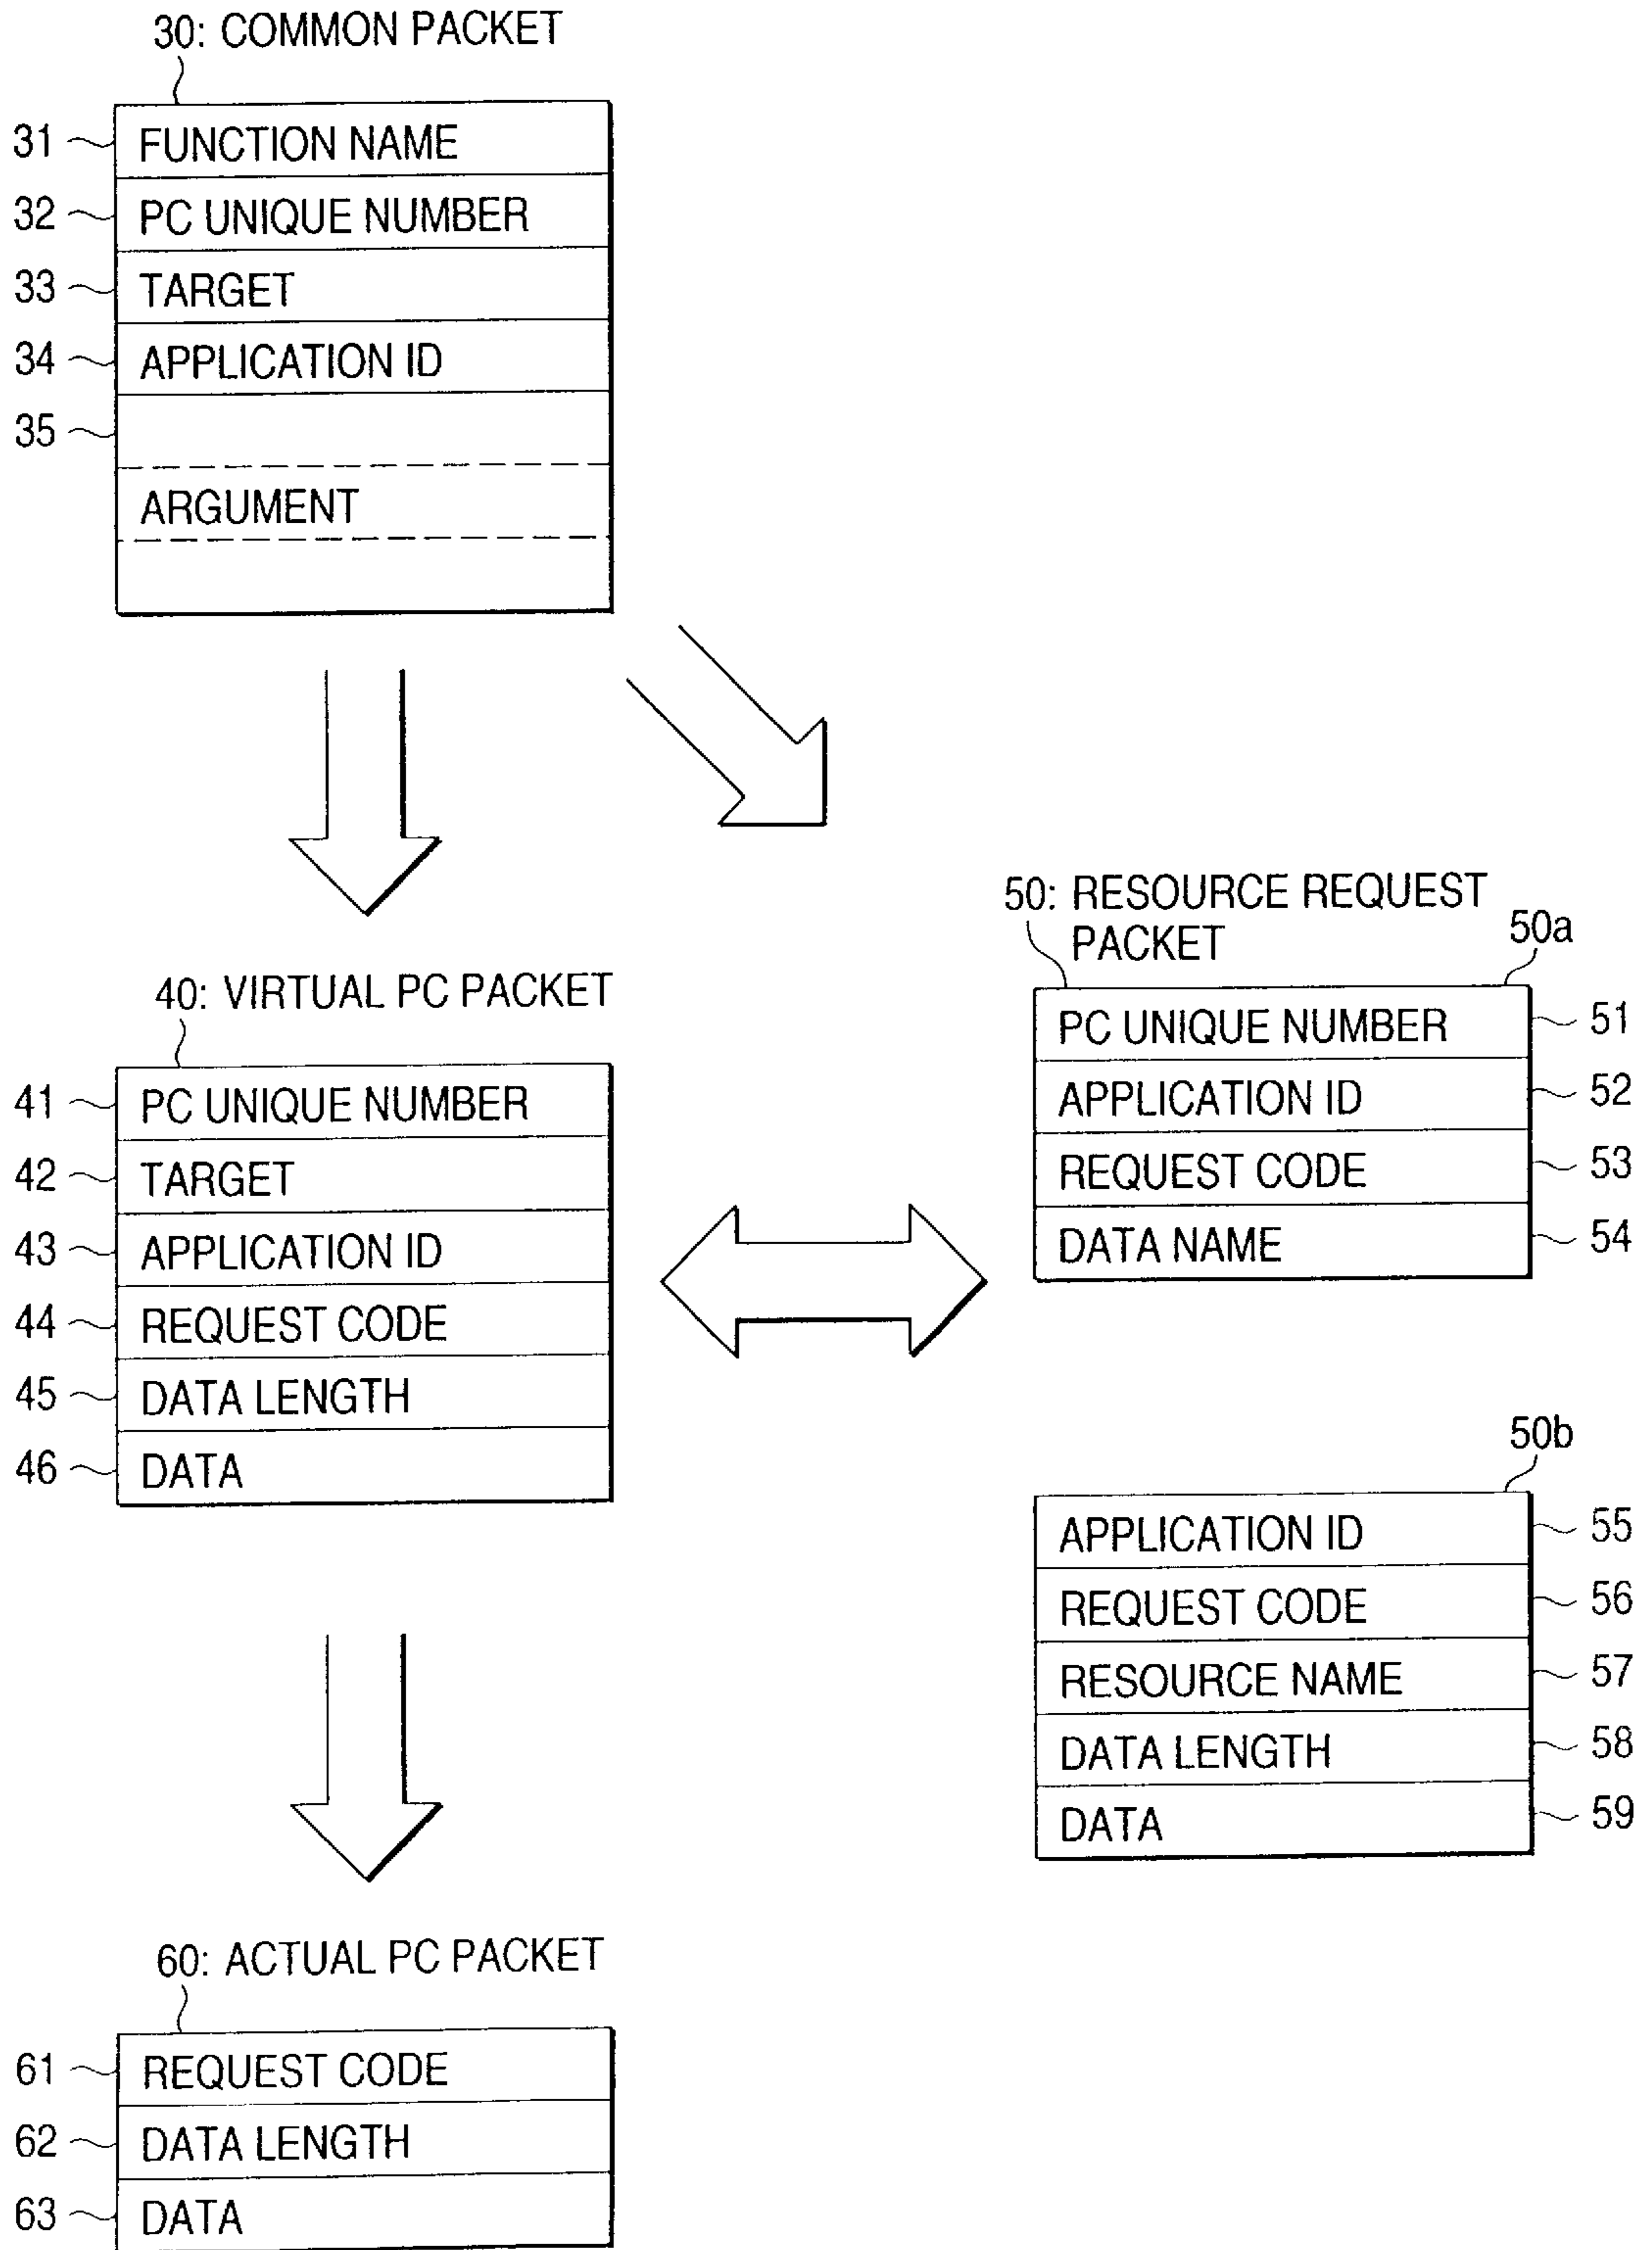 30: COMMON PACKET
31 FUNCTION NAME
32 PC UNIQUE NUMBER
33 TARGET
34 APPLICATION ID
35
ARGUMENT
40: VIRTUAL PC PACKET
41 PC UNIQUE NUMBER
42 TARGET
43 APPLICATION ID
44 REQUEST CODE
45 DATA LENGTH
46 DATA
50: RESOURCE REQUEST
PACKET
50a
PC UNIQUE NUMBER 51
APPLICATION ID 52
REQUEST CODE 53
DATA NAME 54
50b
APPLICATION ID 55
REQUEST CODE 56
RESOURCE NAME 57
DATA LENGTH 58
DATA 59
60: ACTUAL PC PACKET
61 REQUEST CODE
62 DATA LENGTH
63 DATA